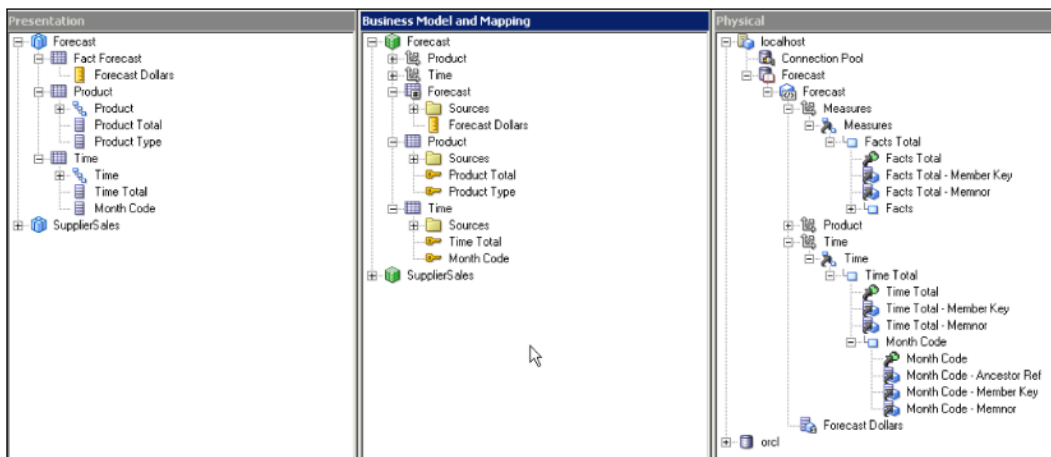 Presentation
Forecast
Fact Forecast
Forecast Dollars
Product
Product
Product Total
Product Type
Time
Time
Time Total
Month Code
SupplierSales
Business Model and Mapping
Forecast
Product
Time
Forecast
Sources
Forecast Dollars
Product
Sources
Product Total
Product Type
Time
Sources
Time Total
Month Code
SupplierSales
Physical
localhost
Connection Pool
Forecast
Forecast
Measures
Measures
Facts Total
Facts Total
Facts Total - Member Key
Facts Total - Memnor
Facts
Product
Time
Time
Time Total
Time Total
Time Total - Member Key
Time Total - Memnor
Month Code
Month Code
Month Code - Ancestor Ref
Month Code - Member Key
Month Code - Memnor
Forecast Dollars
orcl